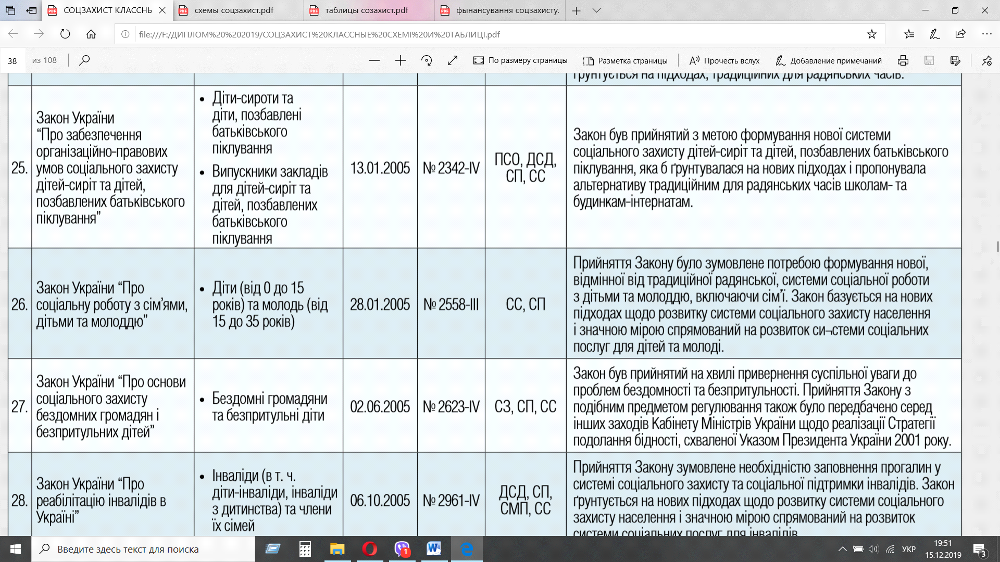 СОЦЗАХИСТ КЛАССНЬ
схемы соцзахист.pdf
таблицы созахист.pdf
фынансування соцзахисту.
file:///F:/ДИПЛОМ%20%202019/СОЦЗАХИСТ%20КЛАССНЫЕ%20СХЕМІ%20И%20ТАБЛИЦІ.pdf
38 из 108
По размеру страницы
Разметка страницы
Прочесть вслух
Добавление примечаний
ґрунтується на підходах, традиційних для радянських часів.
25.
Закон України
“Про забезпечення
організаційно-правових
умов соціального захисту
дітей-сиріт та дітей,
позбавлених батьківського
піклування”
• Діти-сироти та
діти, позбавлені
батьківського
піклування
• Випускники закладів
для дітей-сиріт та
дітей, позбавлених
батьківського
піклування
13.01.2005
№ 2342-IV
ПСО, ДСД,
СП, СС
Закон був прийнятий з метою формування нової системи
соціального захисту дітей-сиріт та дітей, позбавлених батьківського
піклування, яка б ґрунтувалася на нових підходах і пропонувала
альтернативу традиційним для радянських часів школам- та
будинкам-інтернатам.
26.
Закон України “Про
соціальну роботу з сім’ями,
дітьми та молоддю”
• Діти (від 0 до 15
років) та молодь (від
15 до 35 років)
28.01.2005
№ 2558-III
СС, СП
Прийняття Закону було зумовлене потребою формування нової,
відмінної від традиційної радянської, системи соціальної роботи
з дітьми та молоддю, включаючи сім’ї. Закон базується на нових
підходах щодо розвитку системи соціального захисту населення
і значною мірою спрямований на розвиток си¬стеми соціальних
послуг для дітей та молоді.
27.
Закон України “Про основи
соціального захисту
бездомних громадян і
безпритульних дітей”
• Бездомні громадяни
та безпритульні діти
02.06.2005
№ 2623-IV
СЗ, СП, СС
Закон був прийнятий на хвилі привернення суспільної уваги до
проблем бездомності та безпритульності. Прийняття Закону з
подібним предметом регулювання також було передбачено серед
інших заходів Кабінету Міністрів України щодо реалізації Стратегії
подолання бідності, схваленої Указом Президента України 2001 року.
28.
Закон України “Про
реабілітацію інвалідів в
Україні”
• Інваліди (в т. ч.
діти-інваліди, інваліди
з дитинства) та члени
їх сімей
06.10.2005
№ 2961-IV
ДСД, СП,
СМП, СС
Прийняття Закону зумовлене необхідністю заповнення прогалин у
системі соціального захисту та соціальної підтримки інвалідів. Закон
ґрунтується на нових підходах щодо розвитку системи соціального
захисту населення і значною мірою спрямований на розвиток
системи соціальних послуг для інвалідів
Введите здесь текст для поиска
1
УКР
19:51
15.12.2019
3